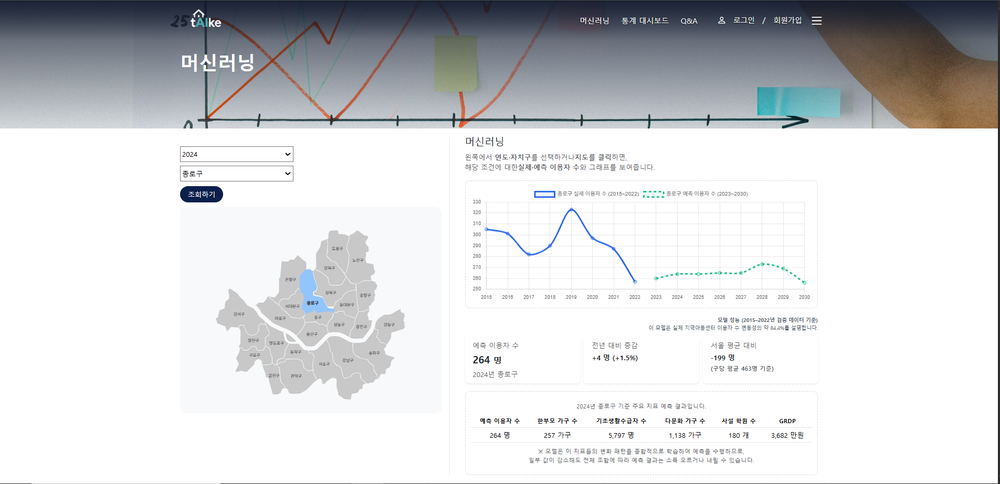 25
tAIke
머신러닝
통계 대시보드
Q&A
로그인 / 회원가입
머신러닝
0
2024
종로구
조회하기
도봉구
노원구
강북구
은평구
성북구
중랑구
서대문구
종로구
동대문구
강서구
마포구
중구
성동구
광진구
강동구
용산구
양천구
영등포구
동작구
구로구
송파구
강남구
서초구
금천구
관악구
머신러닝
왼쪽에서 연도·자치구를 선택하거나지도를 클릭하면,
해당 조건에 대한실제·예측 이용자 수와 그래프를 보여줍니다.
종로구 실제 이용자 수 (2015~2022) 종로구 예측 이용자 수 (2023~2030)
330
320
310
300
290
280
270
260
250
2015 2016 2017 2018 2019 2020 2021 2022 2023 2024 2025 2026 2027 2028 2029 2030
모델 성능 (2015–2022년 검증 데이터 기준)
이 모델은 실제 지역아동센터 이용자 수 변동성의 약 84.4%를 설명합니다.
예측 이용자 수
264 명
2024년 종로구
전년 대비 증감
+4 명 (+1.5%)
서울 평균 대비
-199 명
(구당 평균 463명 기준)
2024년 종로구 기준 주요 지표 예측 결과입니다.
예측 이용자 수 한부모 가구 수 기초생활수급자 수 다문화 가구 수 사설 학원 수 GRDP
264 명 257 가구 5,797 명 1,138 가구 180 개 3,682 만원
※ 모델은 이 지표들의 변화 패턴을 종합적으로 학습하여 예측을 수행하므로,
일부 값이 감소해도 전체 조합에 따라 예측 결과는 소폭 오르거나 내릴 수 있습니다.